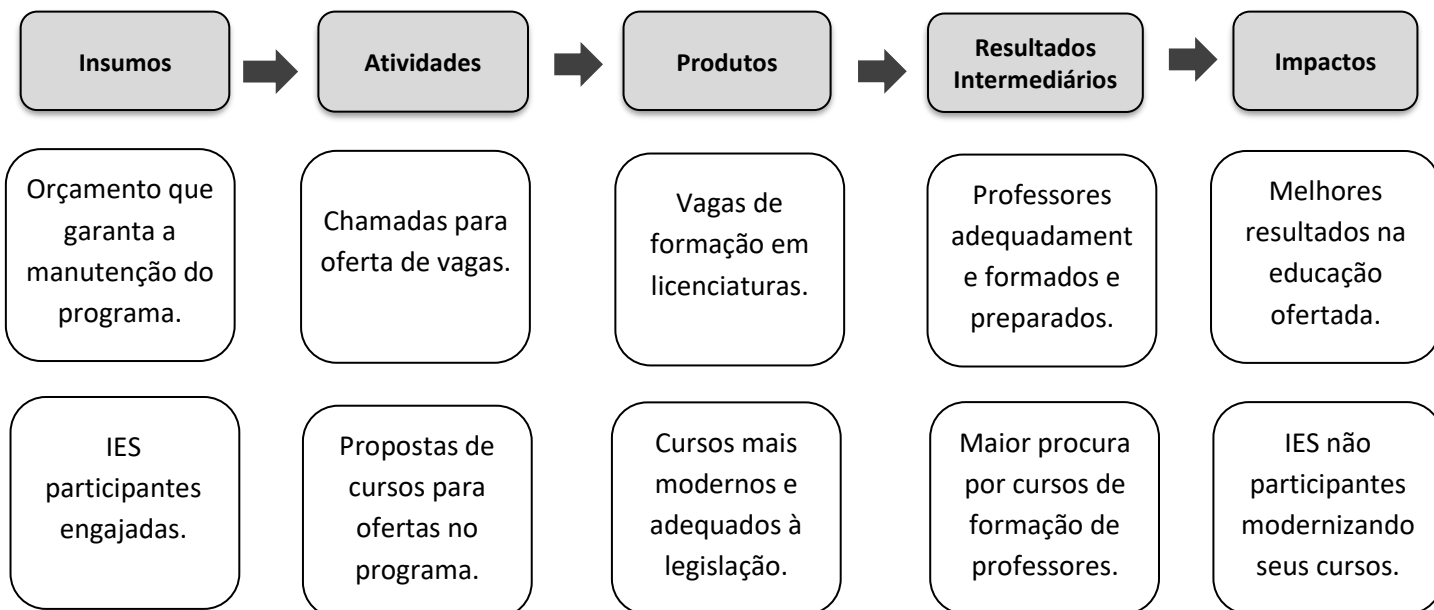 Insumos
Atividades
Produtos
Resultados
Intermediários
Impactos
Orçamento que
garanta a
manutenção do
programa.
Chamadas para
oferta de vagas.
Vagas de
formação em
licenciaturas.
Professores
adequadament
e formados e
preparados.
Melhores
resultados na
educação
ofertada.
IES
participantes
engajadas.
Propostas de
cursos para
ofertas no
programa.
Cursos mais
modernos e
adequados à
legislação.
Maior procura
por cursos de
formação de
professores.
IES não
participantes
modernizando
seus cursos.